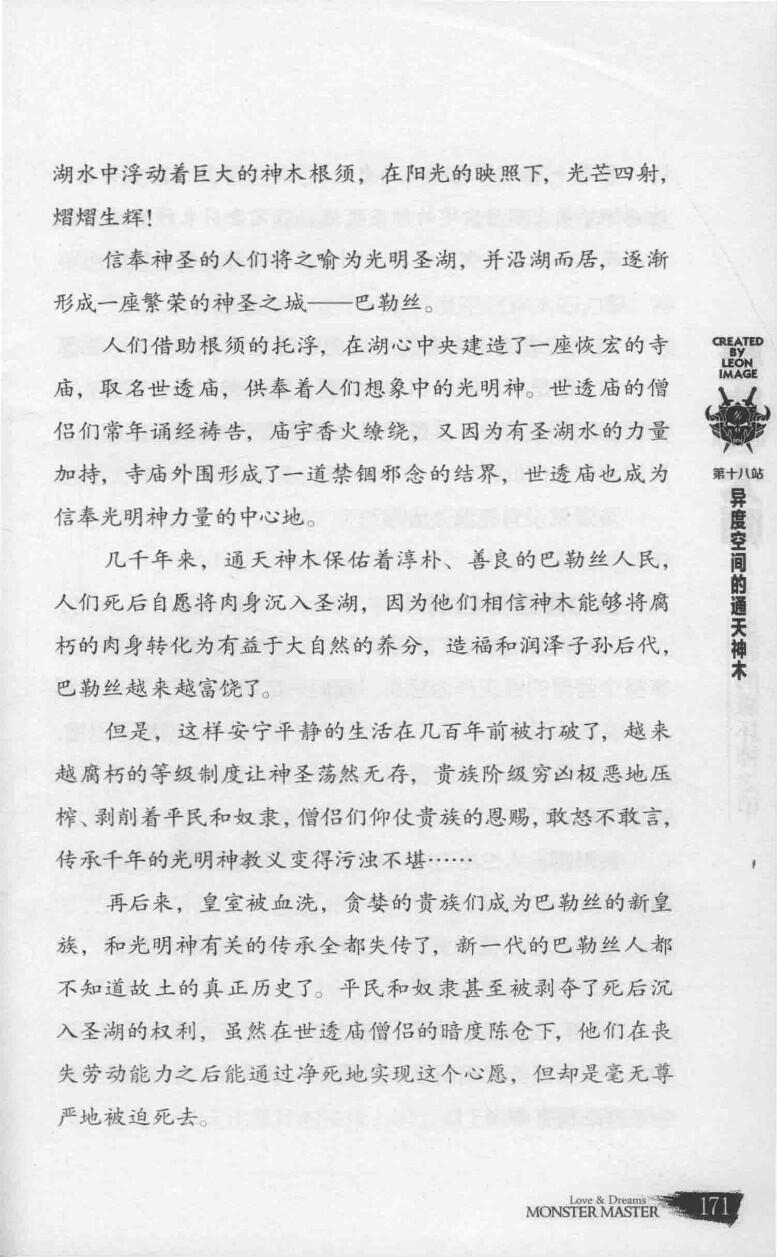 湖水中浮动着巨大的神木根须，在阳光的映照下，光芒四射，
熠熠生辉！
信奉神圣的人们将之喻为光明圣湖，并沿湖而居，逐渐
形成一座繁荣的神圣之城——巴勒丝。
人们借助根须的托浮，在湖心中央建造了一座恢宏的寺
庙，取名世透庙，供奉着人们想象中的光明神。世透庙的僧
侣们常年诵经祷告，庙宇香火缭绕，又因为有圣湖水的力量
加持，寺庙外围形成了一道禁锢邪念的结界，世透庙也成为
信奉光明神力量的中心地。
几千年来，通天神木保佑着淳朴、善良的巴勒丝人民，
人们死后自愿将肉身沉入圣湖，因为他们相信神木能够将腐
朽的肉身转化为有益于大自然的养分，造福和润泽子孙后代，
巴勒丝越来越富饶了。
但是，这样安宁平静的生活在几百年前被打破了，越来
越腐朽的等级制度让神圣荡然无存，贵族阶级穷凶极恶地压
榨、剥削着平民和奴隶，僧侣们仰仗贵族的恩赐，敢怒不敢言，
传承千年的光明神教义变得污浊不堪……
再后来，皇室被血洗，贪婪的贵族们成为巴勒丝的新皇
族，和光明神有关的传承全都失传了，新一代的巴勒丝人都
不知道故土的真正历史了。平民和奴隶甚至被剥夺了死后沉
入圣湖的权利，虽然在世透庙僧侣的暗度陈仓下，他们在丧
失劳动能力之后能通过净死地实现这个心愿，但却是毫无尊
严地被迫死去。
CREATED
BY
LEON
IMAGE
第十八站
异度空间的通天神木
Love & Dreams
MONSTER MASTER
171